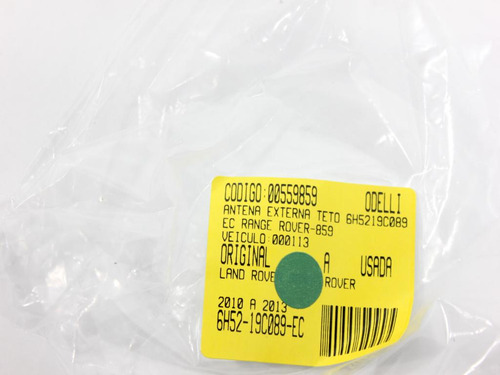 CODIGO:00559859 ODELLI
ANTENA EXTERNA TETO 6H5219C089
EC RANGE ROVER-859
VEICULO:000113
ORIGINAL A USADA
LAND ROVE ROVER
2010 A 2013
6H52-19C089-EC